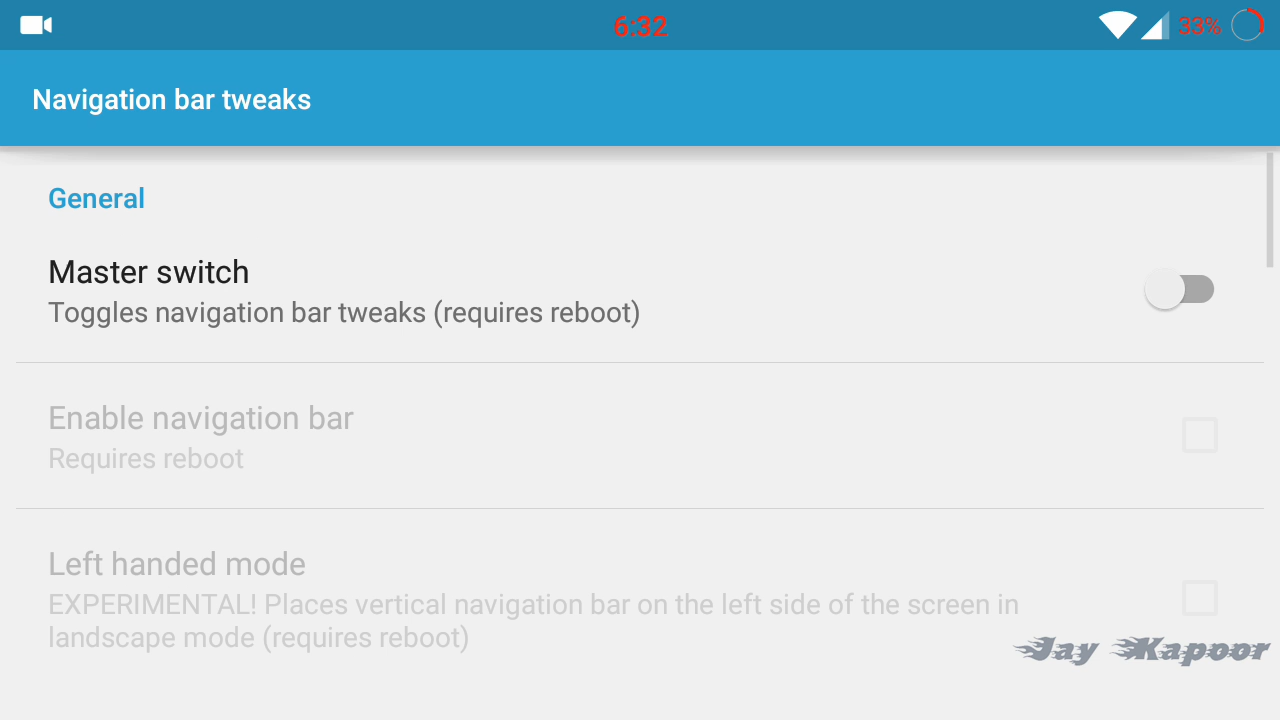 6:32
33%
Navigation bar tweaks
General
Master switch
Toggles navigation bar tweaks (requires reboot)
Enable navigation bar
Requires reboot
Left handed mode
EXPERIMENTAL! Places vertical navigation bar on the left side of the screen in
landscape mode (requires reboot)
Jay Kapoor